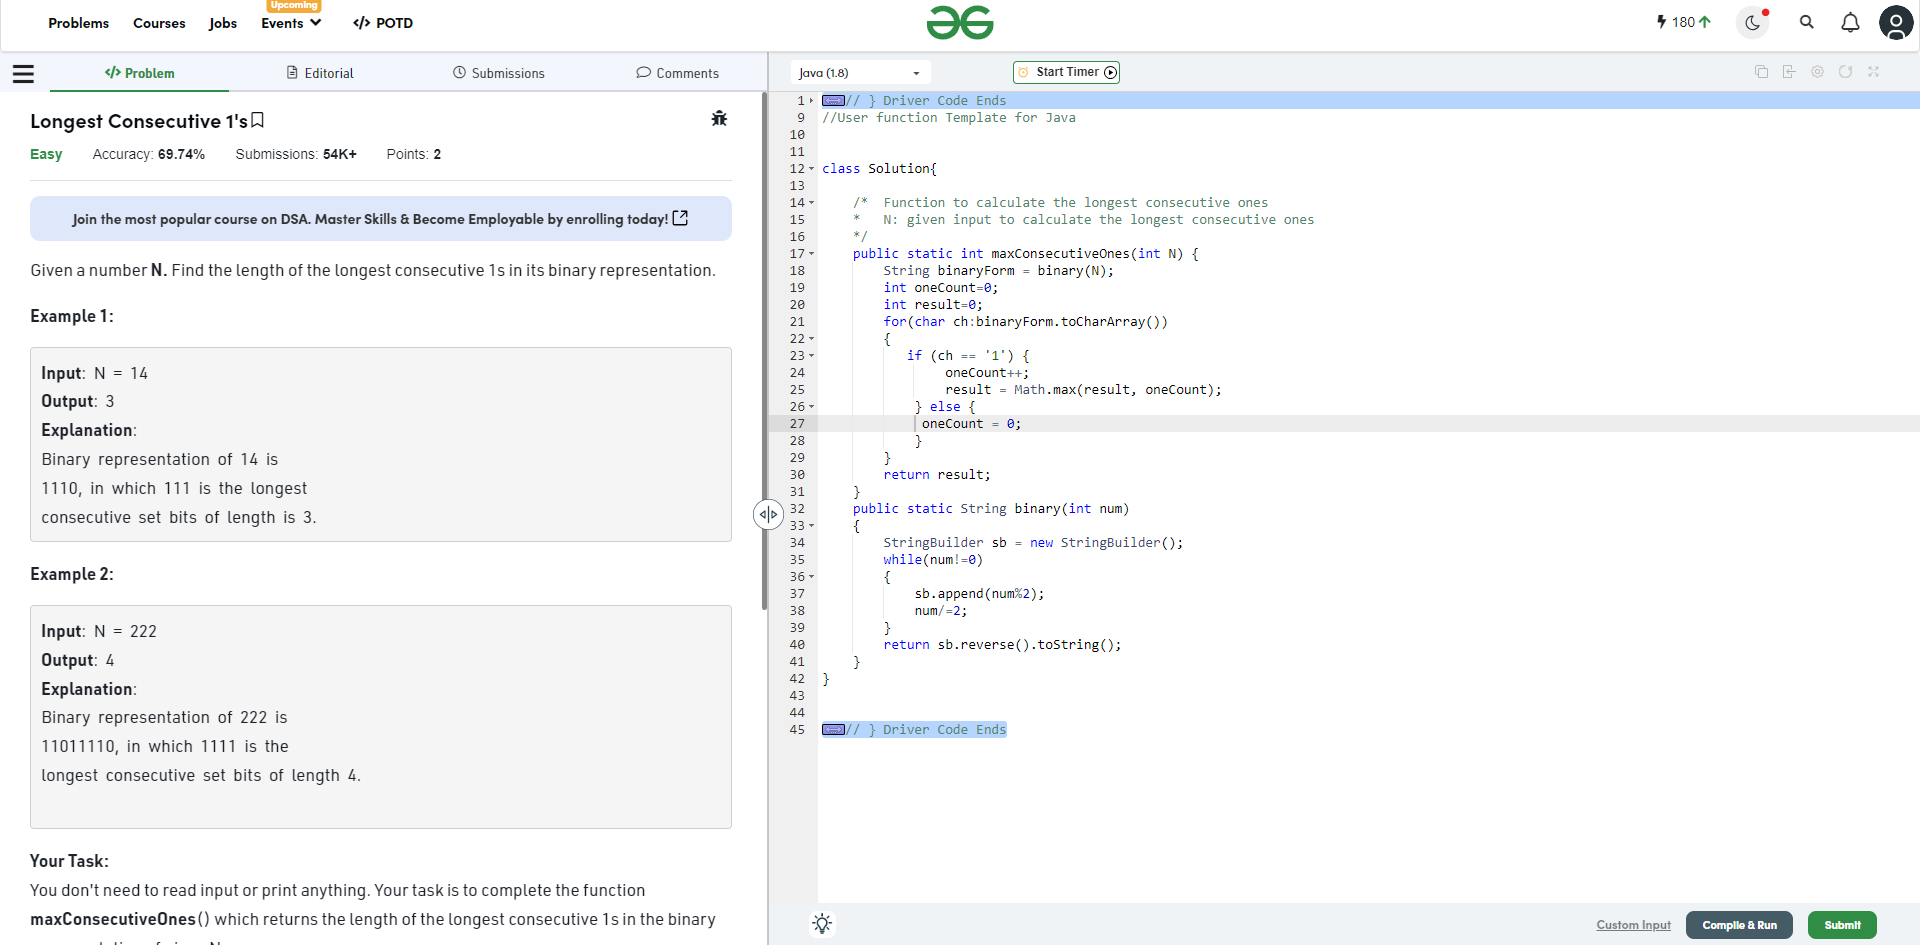 Problems Courses Jobs Upcoming Events </> POTD
180
</> Problem Editorial Submissions Comments
Longest Consecutive 1's
Easy Accuracy: 69.74% Submissions: 54K+ Points: 2
Join the most popular course on DSA. Master Skills & Become Employable by enrolling today!
Given a number N. Find the length of the longest consecutive 1s in its binary representation.
Example 1:
Input: N = 14
Output: 3
Explanation:
Binary representation of 14 is
1110, in which 111 is the longest
consecutive set bits of length is 3.
Example 2:
Input: N = 222
Output: 4
Explanation:
Binary representation of 222 is
11011110, in which 1111 is the
longest consecutive set bits of length 4.
Your Task:
You don't need to read input or print anything. Your task is to complete the function
maxConsecutiveOnes() which returns the length of the longest consecutive 1s in the binary
Java (1.8) Start Timer
1 // } Driver Code Ends
9 //User function Template for Java
10
11
12 class Solution{
13
14 /* Function to calculate the longest consecutive ones
15 * N: given input to calculate the longest consecutive ones
16 */
17 public static int maxConsecutiveOnes(int N) {
18 String binaryForm = binary(N);
19 int oneCount=0;
20 int result=0;
21 for(char ch:binaryForm.toCharArray())
22 {
23 if (ch == '1') {
24 oneCount++;
25 result = Math.max(result, oneCount);
26 } else {
27 oneCount = 0;
28 }
29 }
30 return result;
31 }
32 public static String binary(int num)
33 {
34 StringBuilder sb = new StringBuilder();
35 while(num!=0)
36 {
37 sb.append(num%2);
38 num/=2;
39 }
40 return sb.reverse().toString();
41 }
42 }
43
44
45 // } Driver Code Ends
Custom Input Compile & Run Submit